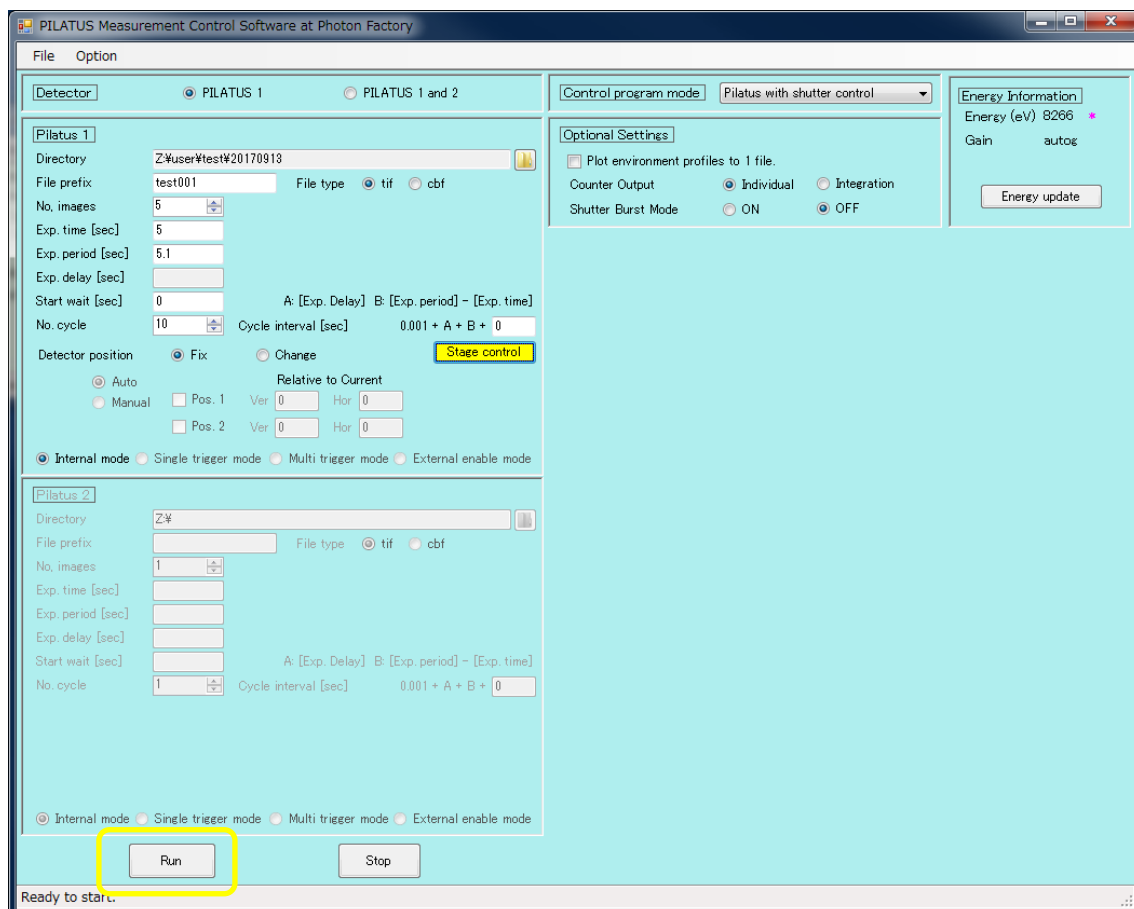 PILATUS Measurement Control Software at Photon Factory
File Option
Detector PILATUS 1 PILATUS 1 and 2
Pilatus 1
Directory Z:¥user¥test¥20170913
File prefix test001 File type tif cbf
No, images 5
Exp. time [sec] 5
Exp. period [sec] 5.1
Exp. delay [sec]
Start wait [sec] 0 A: [Exp. Delay] B: [Exp. period] - [Exp. time]
No. cycle 10 Cycle interval [sec] 0.001 + A + B + 0
Detector position Fix Change Stage control
Auto Relative to Current
Manual Pos. 1 Ver 0 Hor 0
Pos. 2 Ver 0 Hor 0
Internal mode Single trigger mode Multi trigger mode External enable mode
Pilatus 2
Directory Z:¥
File prefix File type tif cbf
No, images 1
Exp. time [sec]
Exp. period [sec]
Exp. delay [sec]
Start wait [sec] A: [Exp. Delay] B: [Exp. period] - [Exp. time]
No. cycle 1 Cycle interval [sec] 0.001 + A + B + 0
Internal mode Single trigger mode Multi trigger mode External enable mode
Run Stop
Ready to start.
Control program mode Pilatus with shutter control
Optional Settings
Plot environment profiles to 1 file.
Counter Output Individual Integration
Shutter Burst Mode ON OFF
Energy Information
Energy (eV) 8266 *
Gain autog
Energy update